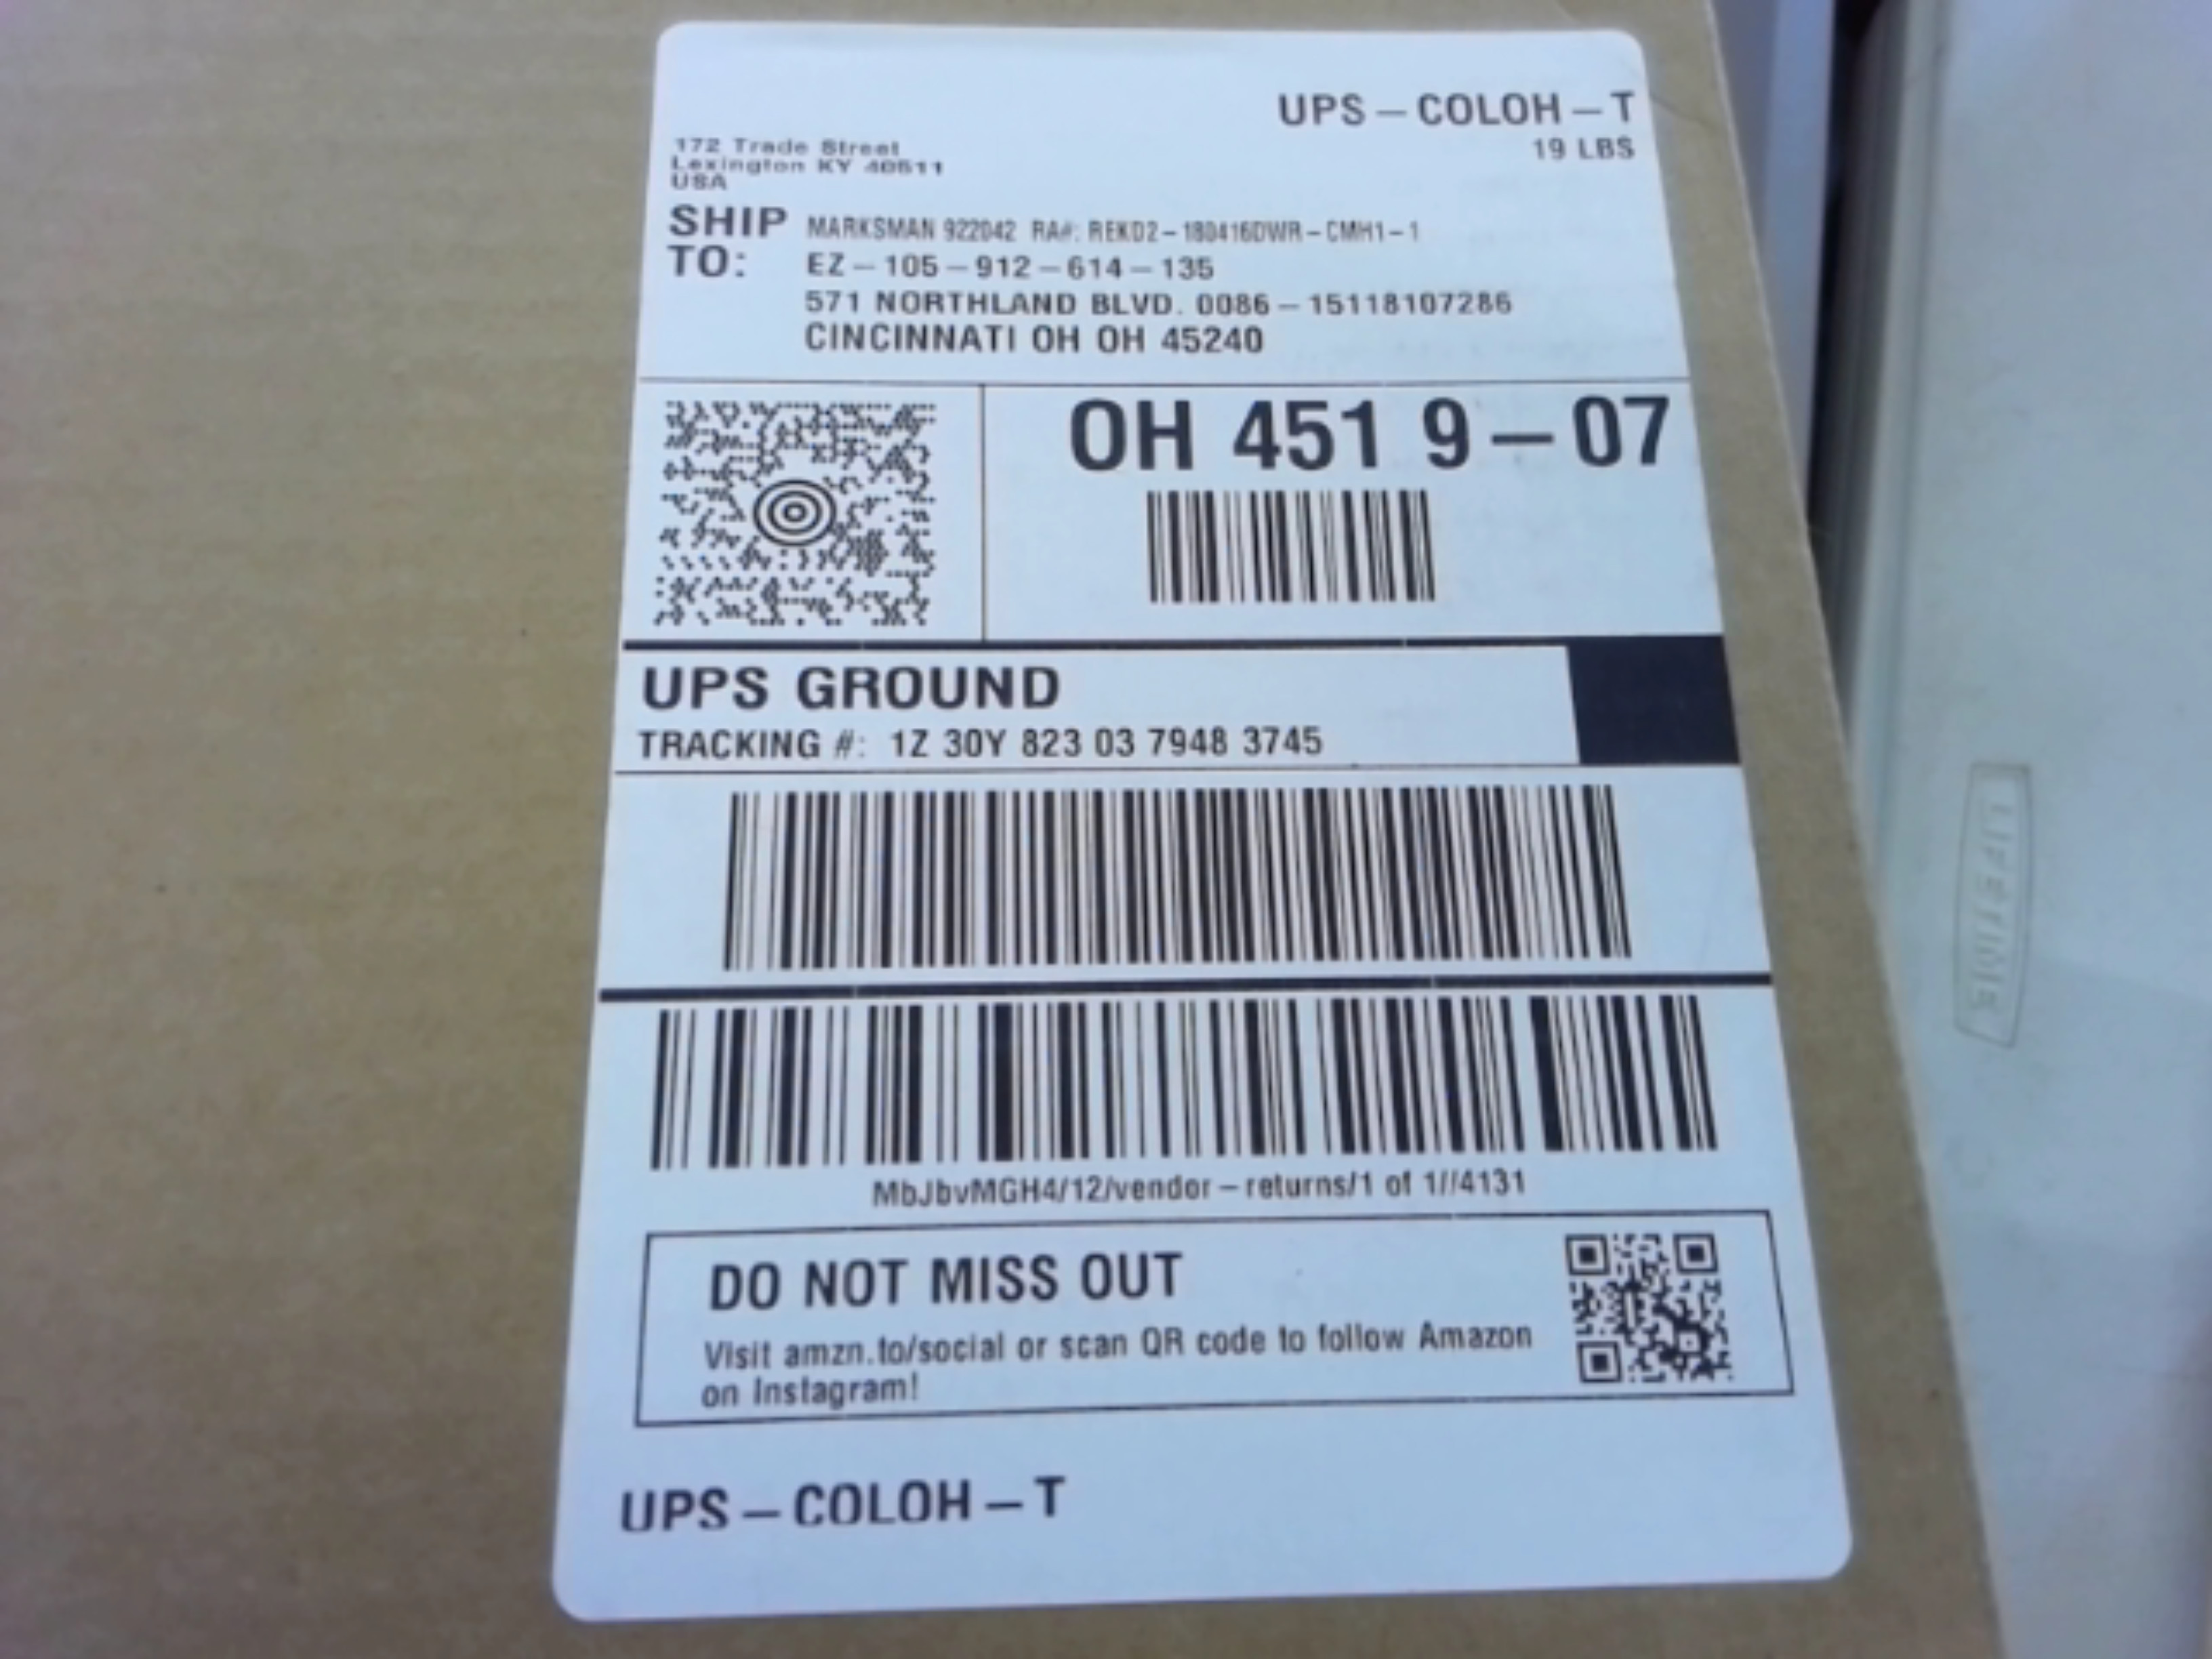 UPS - COLOH - T
19 LBS
172 Trade Street
Lexington KY 40511
USA
SHIP TO:
MARKSMAN 922042 RA#: REKD2-180416DWR-CMH1-1
EZ-105-912-614-135
571 NORTHLAND BLVD. 0086-15118107286
CINCINNATI OH OH 45240
OH 451 9-07
UPS GROUND
TRACKING #: 1Z 30Y 823 03 7948 3745
MbJbvMGH4/12/vendor-returns/1 of 1//4131
DO NOT MISS OUT
Visit amzn.to/social or scan QR code to follow Amazon
on Instagram!
UPS - COLOH - T
LIFETIME